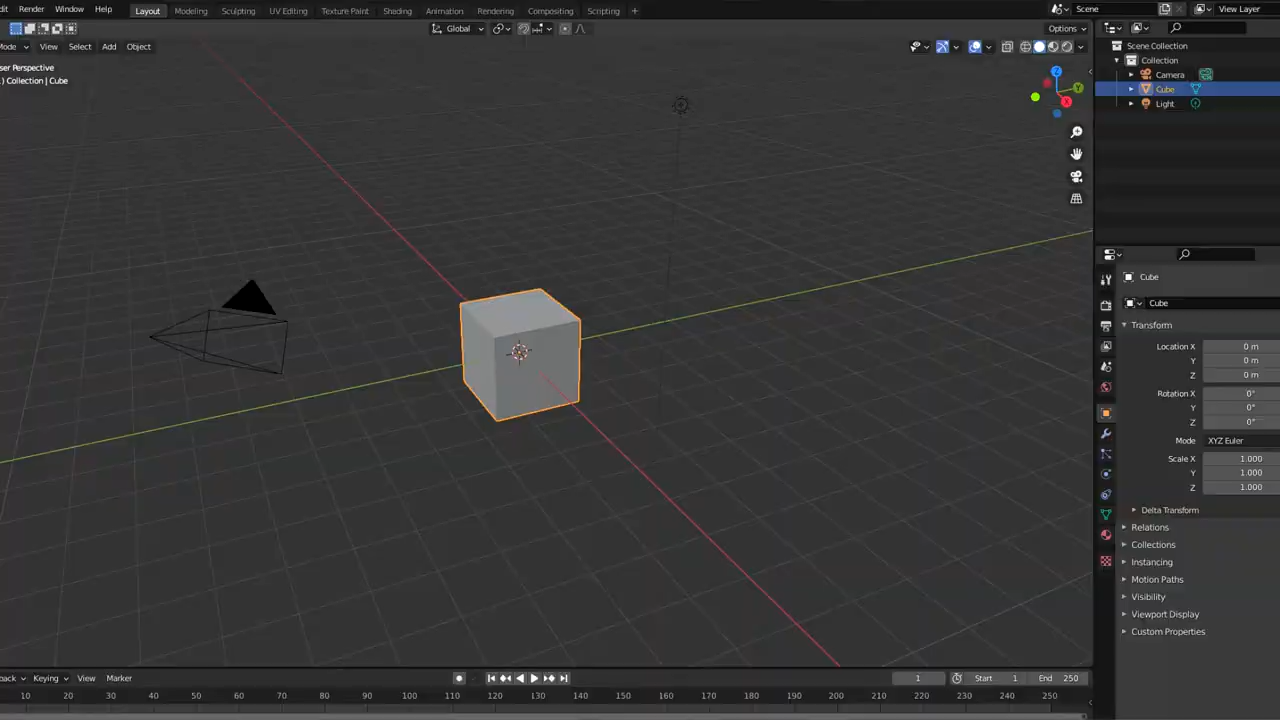 dit Render Window Help Layout Modeling Sculpting UV Editing Texture Paint Shading Animation Rendering Compositing Scripting + Scene View Layer
Global Options
Mode View Select Add Object
ser Perspective
) Collection | Cube
Z
Y
X
Scene Collection
Collection
Camera
Cube
Light
Cube
Cube
Transform
Location X 0 m
Y 0 m
Z 0 m
Rotation X 0°
Y 0°
Z 0°
Mode XYZ Euler
Scale X 1.000
Y 1.000
Z 1.000
Delta Transform
Relations
Collections
Instancing
Motion Paths
Visibility
Viewport Display
Custom Properties
back Keying View Marker 1 Start 1 End 250
10 20 30 40 50 60 70 80 90 100 110 120 130 140 150 160 170 180 190 200 210 220 230 240 250